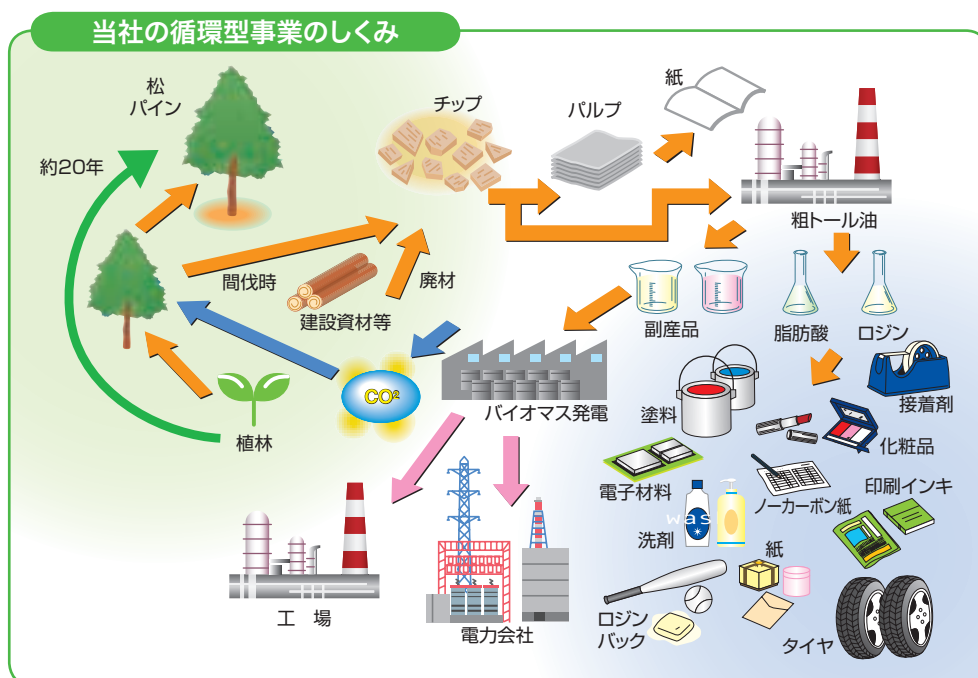 当社の循環型事業のしくみ
松
パイン
約20年
チップ
パルプ
紙
粗トール油
間伐時
廃材
建設資材等
副産品
脂肪酸
ロジン
CO²
バイオマス発電
植林
塗料
接着剤
化粧品
電子材料
ノーカーボン紙
印刷インキ
was
洗剤
紙
ロジン
バック
タイヤ
工 場
電力会社